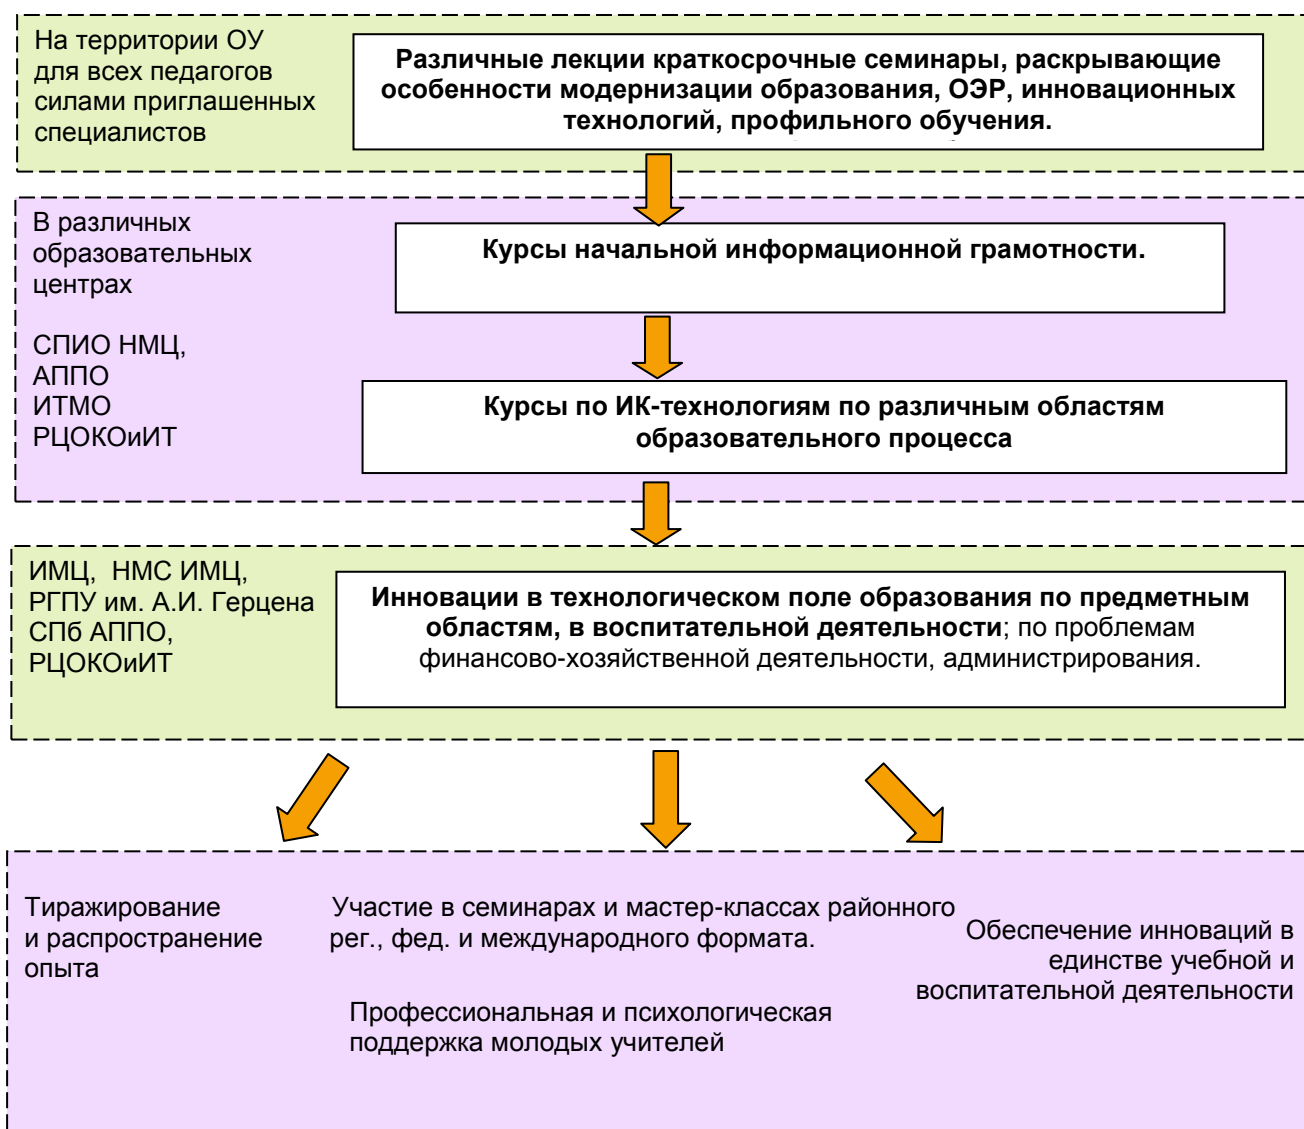 На территории ОУ
для всех педагогов
силами приглашенных
специалистов
Различные лекции краткосрочные семинары, раскрывающие
особенности модернизации образования, ОЭР, инновационных
технологий, профильного обучения.
В различных
образовательных
центрах
СПИО НМЦ,
АППО
ИТМО
РЦОКОиИТ
Курсы начальной информационной грамотности.
Курсы по ИК-технологиям по различным областям
образовательного процесса
ИМЦ, НМС ИМЦ,
РГПУ им. А.И. Герцена
СПб АППО,
РЦОКОиИТ
Инновации в технологическом поле образования по предметным
областям, в воспитательной деятельности; по проблемам
финансово-хозяйственной деятельности, администрирования.
Тиражирование
и распространение
опыта
Участие в семинарах и мастер-классах районного
рег., фед. и международного формата.
Профессиональная и психологическая
поддержка молодых учителей
Обеспечение инноваций в
единстве учебной и
воспитательной деятельности